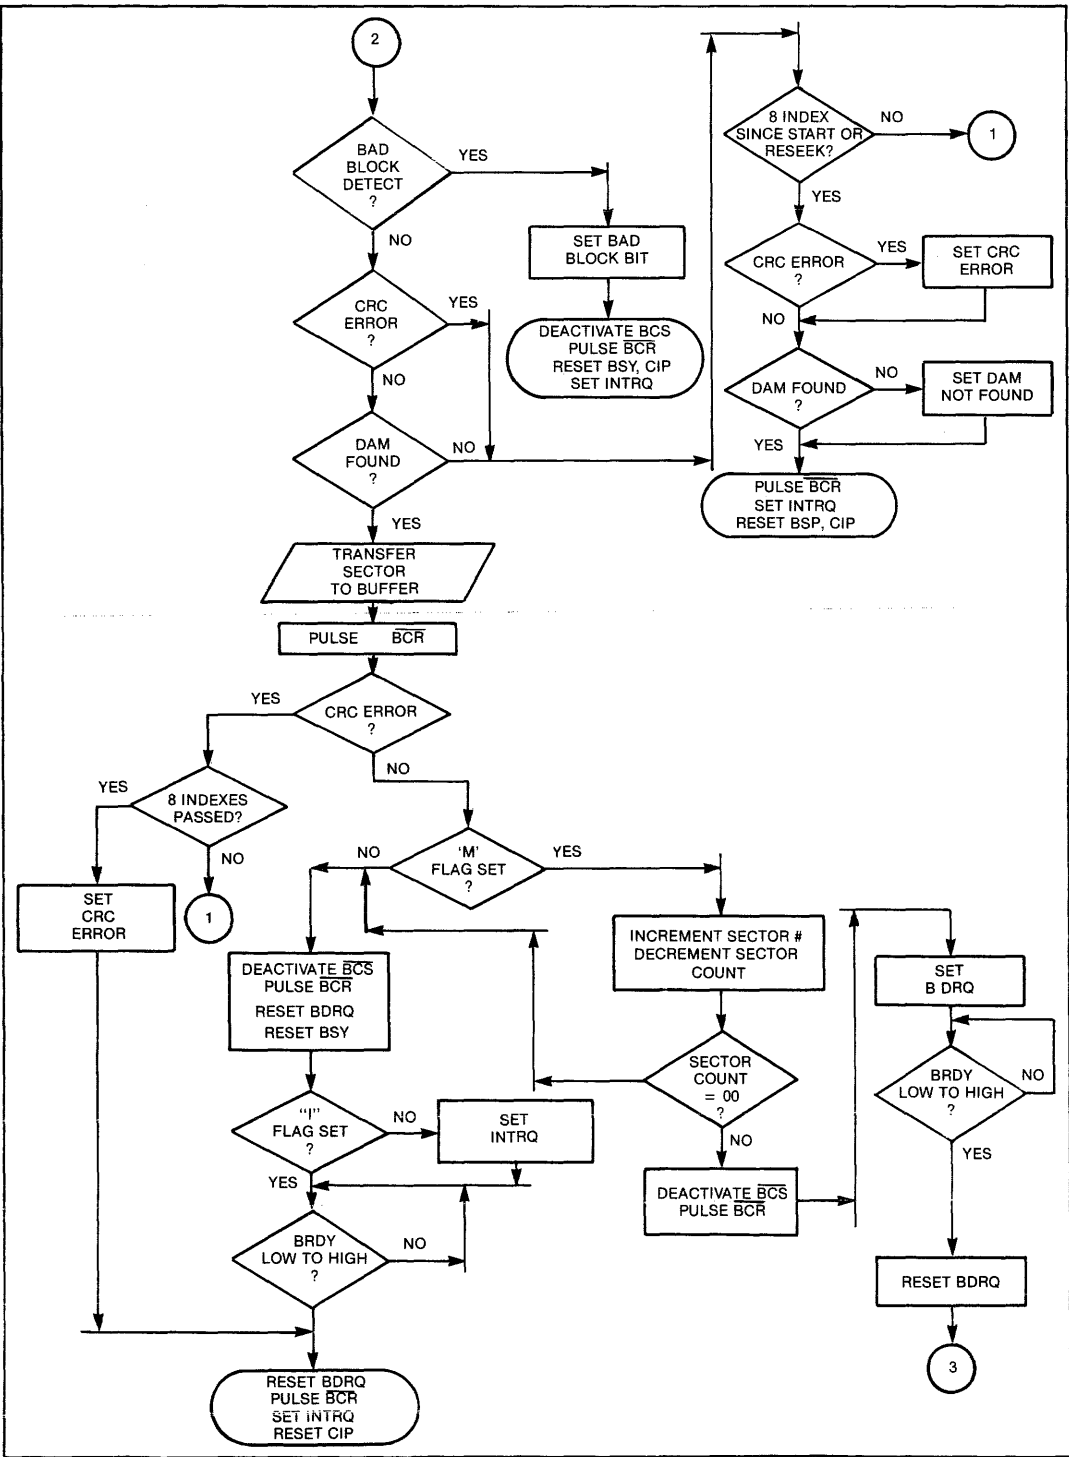 2
BAD
BLOCK
DETECT
?
YES
NO
SET BAD
BLOCK BIT
DEACTIVATE BCS
PULSE BCR
RESET BSY, CIP
SET INTRQ
CRC
ERROR
?
YES
NO
DAM
FOUND
?
NO
YES
8 INDEX
SINCE START OR
RESEEK?
NO
1
YES
CRC ERROR
?
YES
SET CRC
ERROR
NO
DAM FOUND
?
NO
SET DAM
NOT FOUND
YES
PULSE BCR
SET INTRQ
RESET BSP, CIP
TRANSFER
SECTOR
TO BUFFER
PULSE BCR
CRC ERROR
?
YES
NO
8 INDEXES
PASSED?
YES
NO
1
SET
CRC
ERROR
'M'
FLAG SET
?
NO
YES
DEACTIVATE BCS
PULSE BCR
RESET BDRQ
RESET BSY
"I"
FLAG SET
?
NO
SET
INTRQ
YES
BRDY
LOW TO HIGH
?
NO
RESET BDRQ
PULSE BCR
SET INTRQ
RESET CIP
INCREMENT SECTOR #
DECREMENT SECTOR
COUNT
SECTOR
COUNT
= 00
?
NO
DEACTIVATE BCS
PULSE BCR
SET
B DRQ
BRDY
LOW TO HIGH
?
NO
YES
RESET BDRQ
3